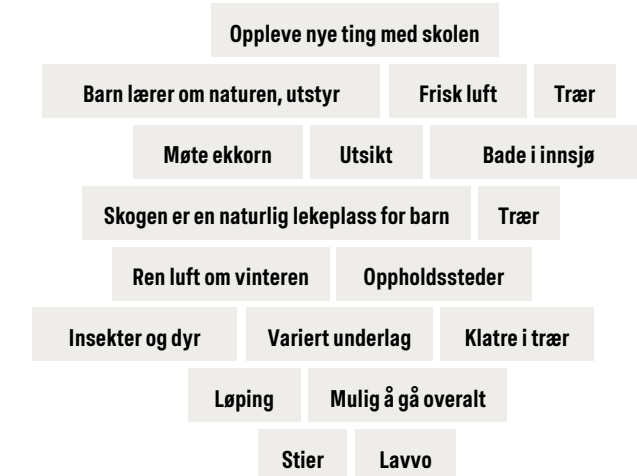 Oppleve nye ting med skolen
Barn lærer om naturen, utstyr Frisk luft Trær
Møte ekkorn Utsikt Bade i innsjø
Skogen er en naturlig lekeplass for barn Trær
Ren luft om vinteren Oppholdssteder
Insekter og dyr Variert underlag Klatre i trær
Løping Mulig å gå overalt
Stier Lavvo